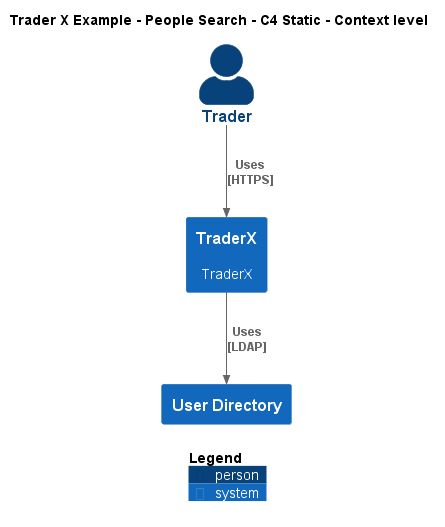 Trader X Example - People Search - C4 Static - Context level
Trader
Uses
[HTTPS]
TraderX
TraderX
Uses
[LDAP]
User Directory
Legend
person
system